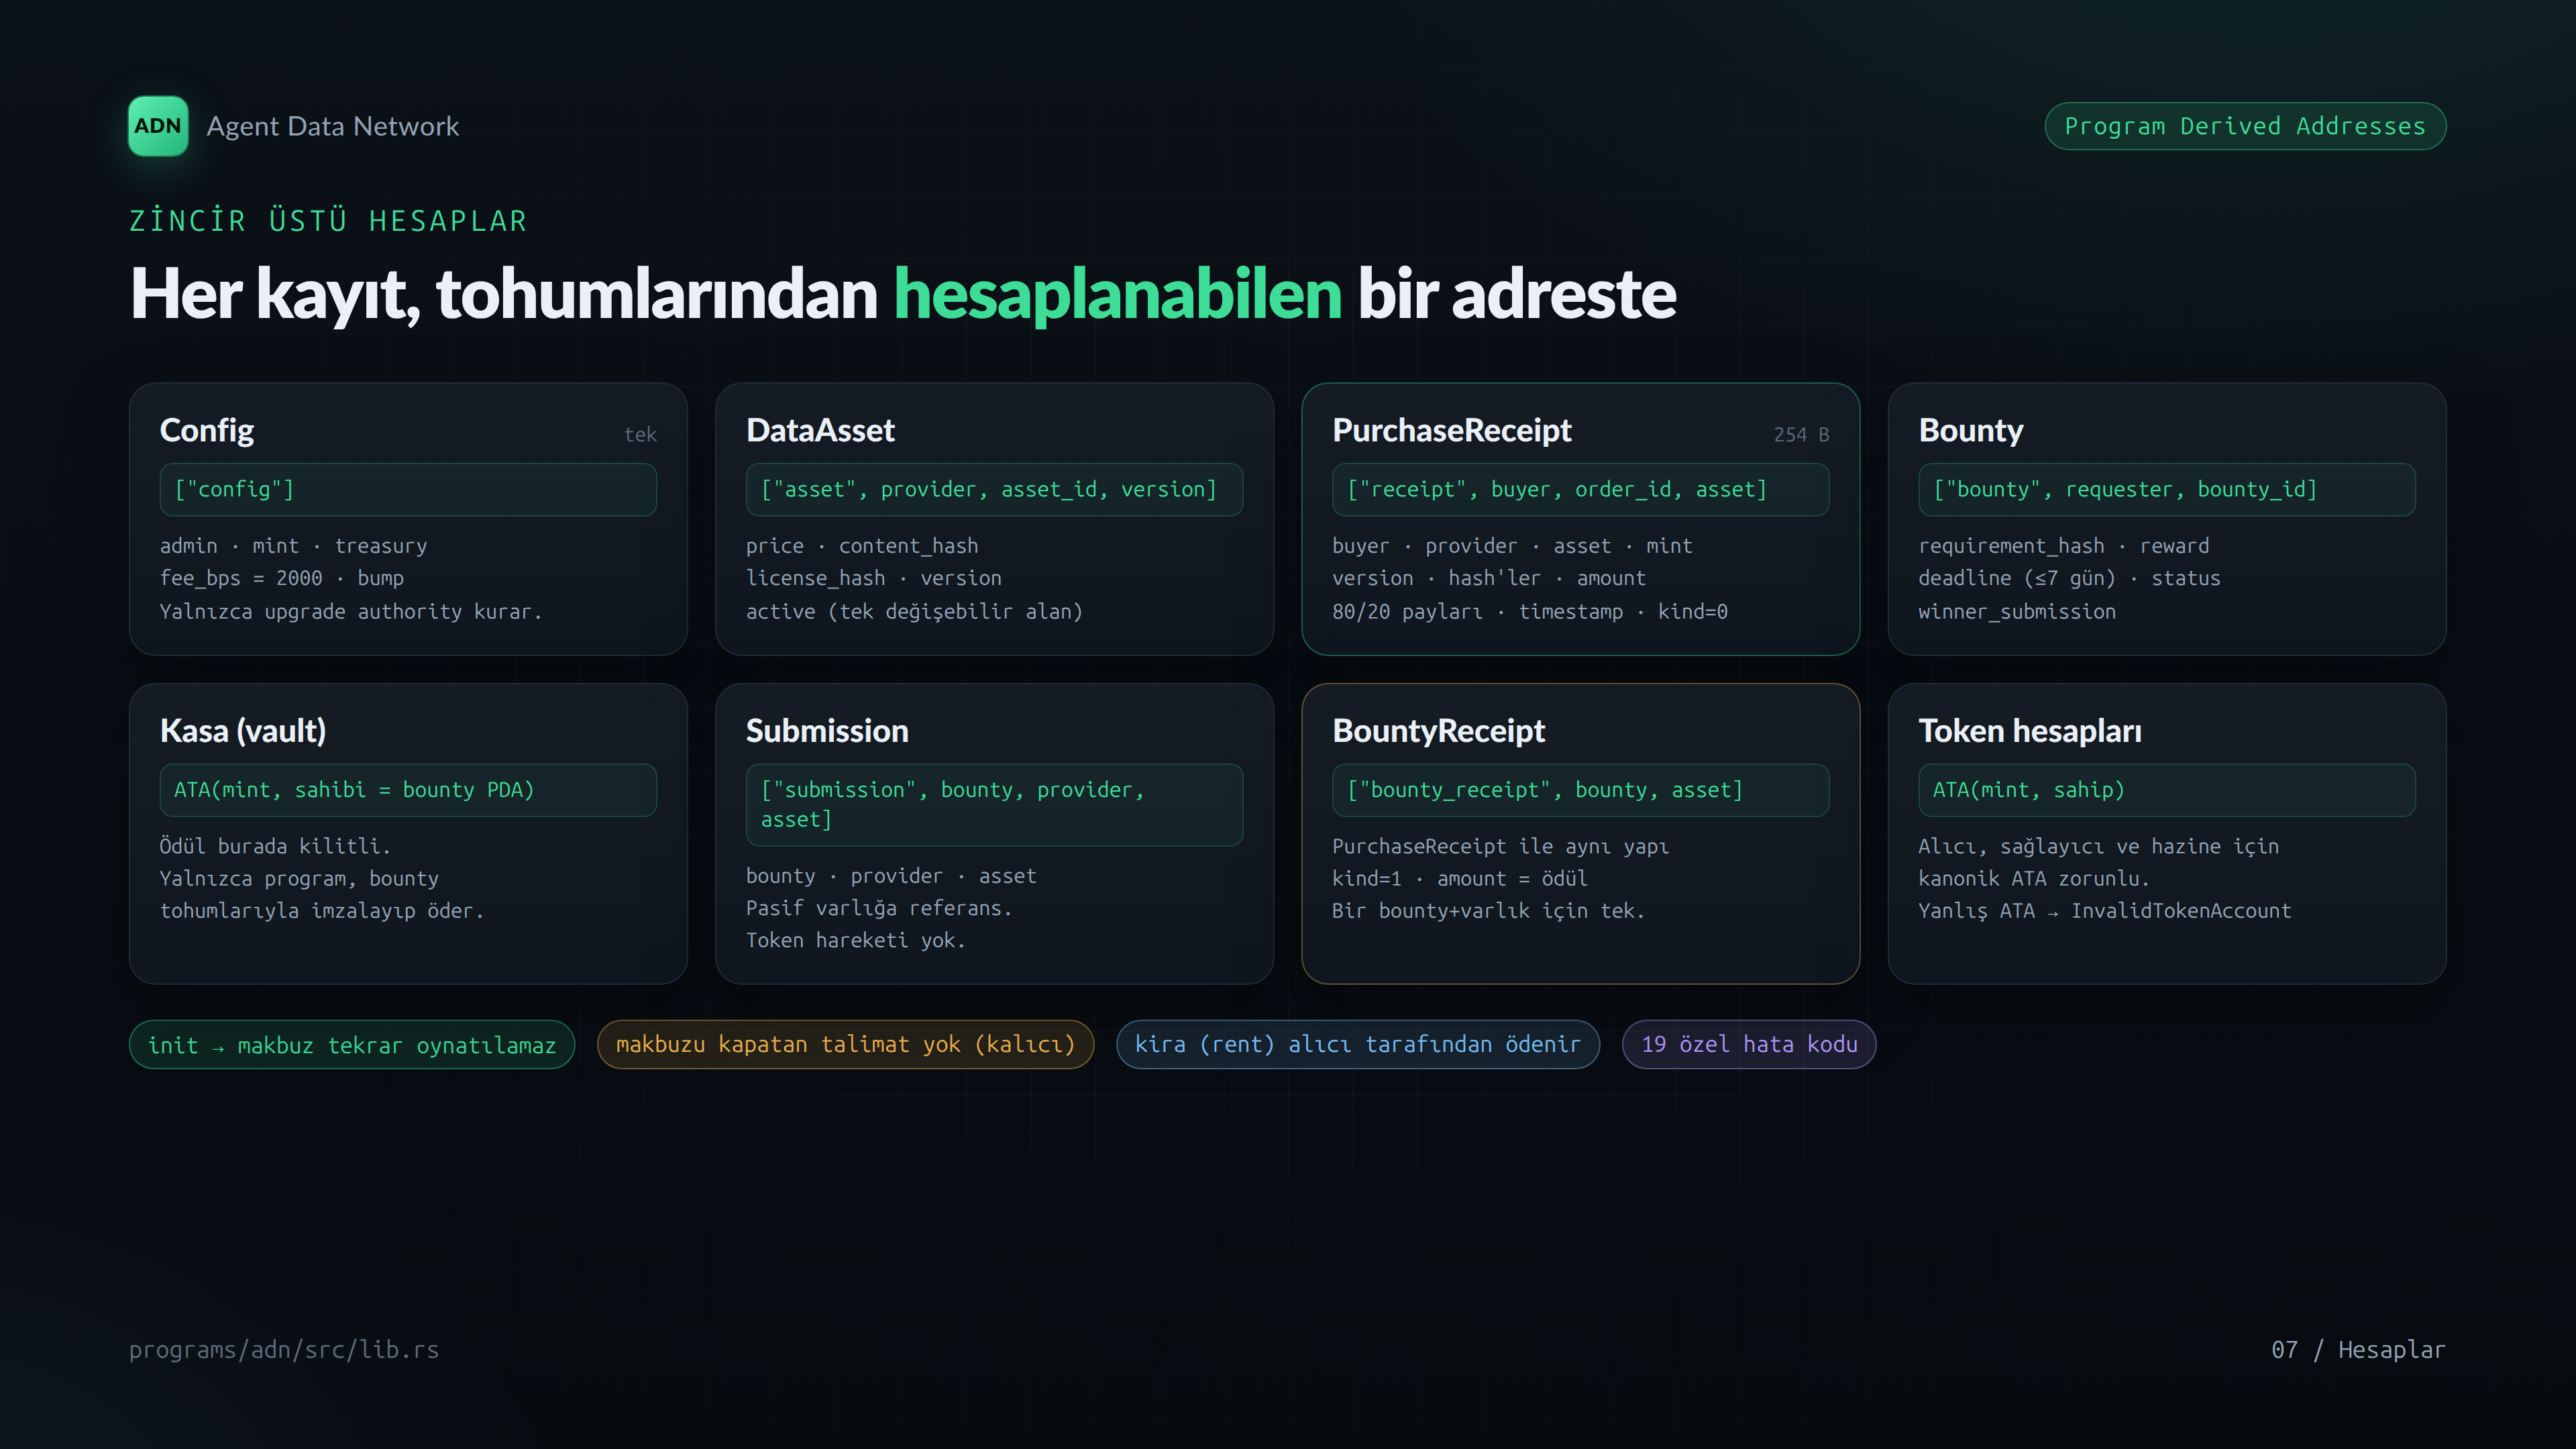 ADN Agent Data Network
Program Derived Addresses
ZİNCİR ÜSTÜ HESAPLAR
Her kayıt, tohumlarından hesaplanabilen bir adreste
Config tek
["config"]
admin · mint · treasury
fee_bps = 2000 · bump
Yalnızca upgrade authority kurar.
DataAsset
["asset", provider, asset_id, version]
price · content_hash
license_hash · version
active (tek değişebilir alan)
PurchaseReceipt 254 B
["receipt", buyer, order_id, asset]
buyer · provider · asset · mint
version · hash'ler · amount
80/20 payları · timestamp · kind=0
Bounty
["bounty", requester, bounty_id]
requirement_hash · reward
deadline (≤7 gün) · status
winner_submission
Kasa (vault)
ATA(mint, sahibi = bounty PDA)
Ödül burada kilitli.
Yalnızca program, bounty
tohumlarıyla imzalayıp öder.
Submission
["submission", bounty, provider,
asset]
bounty · provider · asset
Pasif varlığa referans.
Token hareketi yok.
BountyReceipt
["bounty_receipt", bounty, asset]
PurchaseReceipt ile aynı yapı
kind=1 · amount = ödül
Bir bounty+varlık için tek.
Token hesapları
ATA(mint, sahip)
Alıcı, sağlayıcı ve hazine için
kanonik ATA zorunlu.
Yanlış ATA → InvalidTokenAccount
init → makbuz tekrar oynatılamaz
makbuzu kapatan talimat yok (kalıcı)
kira (rent) alıcı tarafından ödenir
19 özel hata kodu
programs/adn/src/lib.rs
07 / Hesaplar